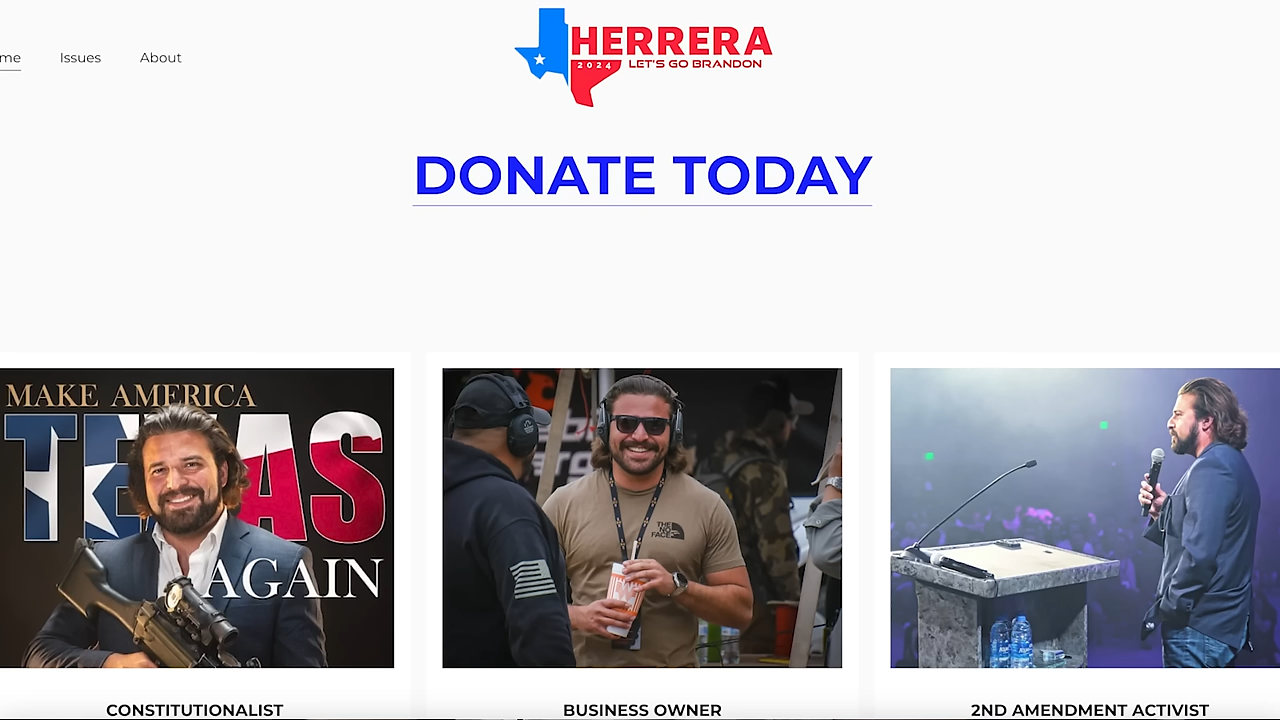 me
Issues
About
HERRERA
2024
LET'S GO BRANDON
DONATE TODAY
MAKE AMERICA
TEXAS
AGAIN
THE
NO
FACE
CONSTITUTIONALIST
BUSINESS OWNER
2ND AMENDMENT ACTIVIST